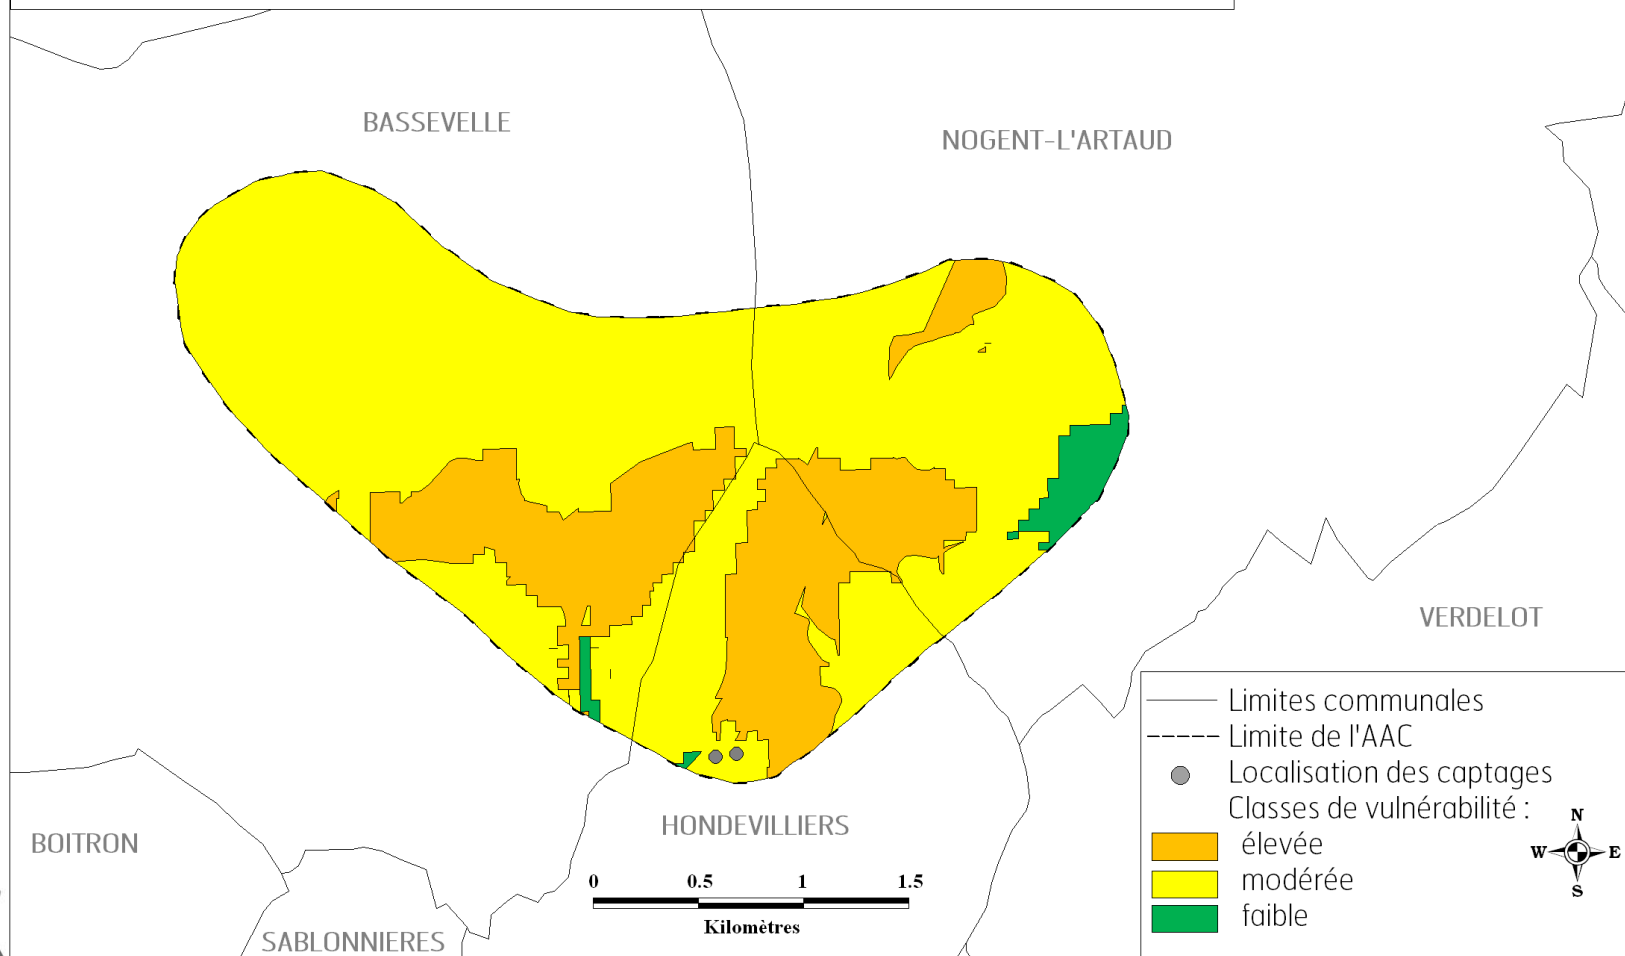 BASSEVELLE
NOGENT-L'ARTAUD
VERDELOT
Limites communales
Limite de l'AAC
Localisation des captages
Classes de vulnérabilité :
élevée
modérée
faible
N
W E
S
HONDEVILLIERS
BOITRON
SABLONNIERES
0 0.5 1 1.5
Kilomètres